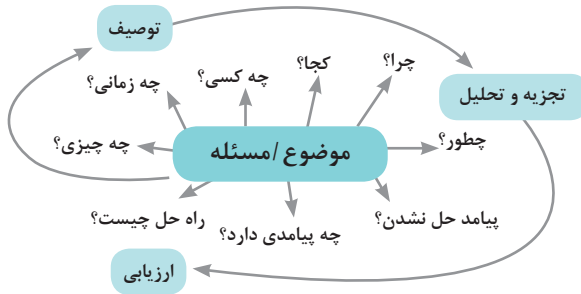 توصیف
چرا؟
کجا؟
چه کسی؟
چه زمانی؟
تجزیه و تحلیل
چطور؟
موضوع /مسئله
چه چیزی؟
پیامد حل نشدن؟
چه پیامدی دارد؟
راه حل چیست؟
ارزیابی